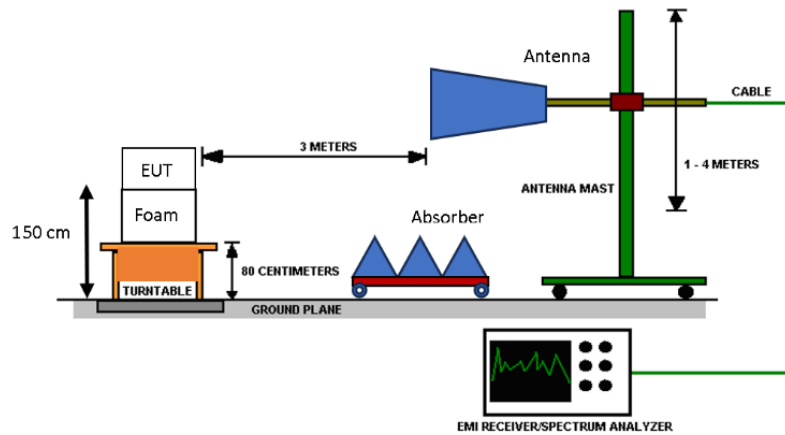 Antenna
CABLE
3 METERS
EUT
1 - 4 METERS
ANTENNA MAST
Foam
Absorber
150 cm
80 CENTIMETERS
TURNTABLE
GROUND PLANE
EMI RECEIVER/SPECTRUM ANALYZER